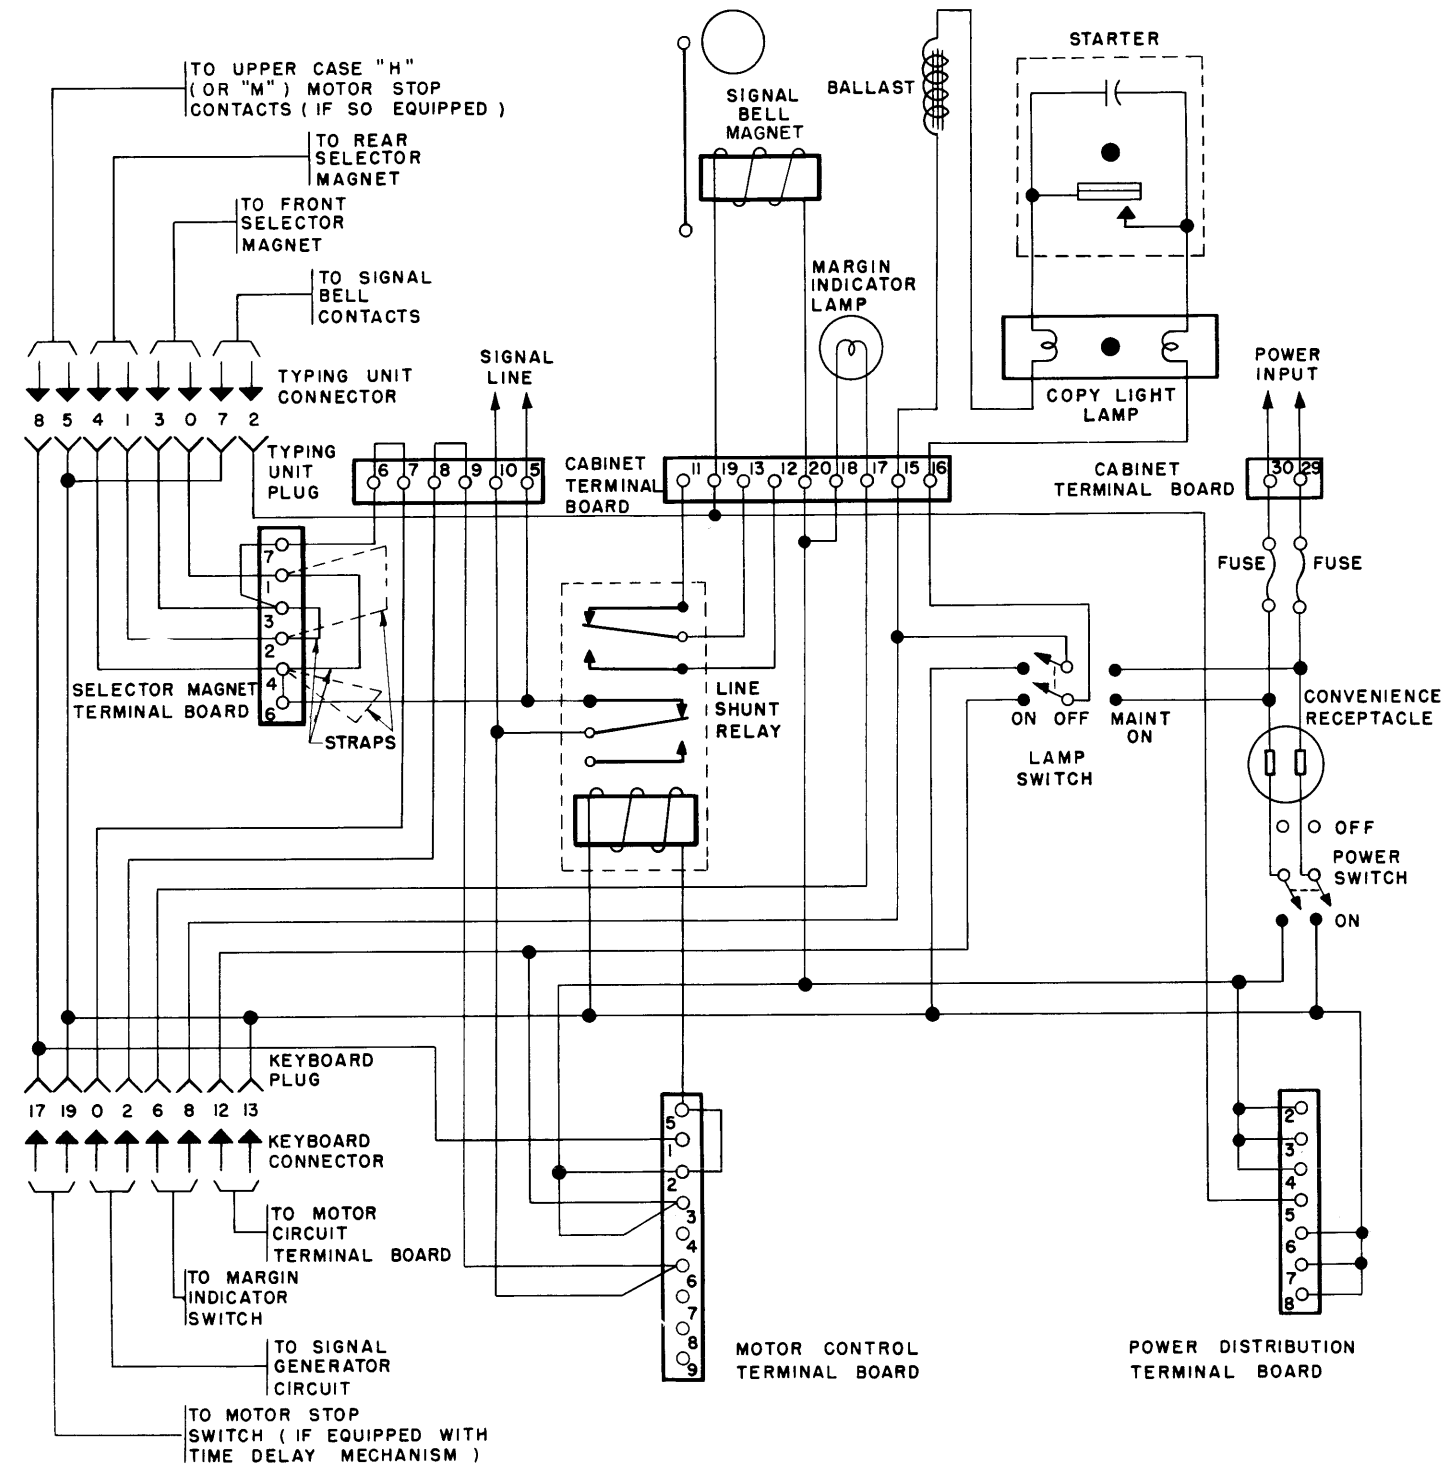 STARTER
TO UPPER CASE "H"
(OR "M") MOTOR STOP
CONTACTS (IF SO EQUIPPED)
BALLAST
SIGNAL
BELL
MAGNET
TO REAR
SELECTOR
MAGNET
TO FRONT
SELECTOR
MAGNET
TO SIGNAL
BELL
CONTACTS
MARGIN
INDICATOR
LAMP
SIGNAL
LINE
POWER
INPUT
TYPING UNIT
CONNECTOR
COPY LIGHT
LAMP
8 5 4 1 3 0 7 2
TYPING
UNIT
PLUG
6 7 8 9 10 5
CABINET
TERMINAL
BOARD
11 19 13 12 20 18 17 15 16
CABINET
TERMINAL BOARD
30 29
FUSE
FUSE
7
1
3
2
4
6
SELECTOR MAGNET
TERMINAL BOARD
STRAPS
LINE
SHUNT
RELAY
ON OFF
MAINT
ON
LAMP
SWITCH
CONVENIENCE
RECEPTACLE
OFF
POWER
SWITCH
ON
KEYBOARD
PLUG
17 19 0 2 6 8 12 13
KEYBOARD
CONNECTOR
5
1
2
3
4
6
7
8
9
2
3
4
5
6
7
8
TO MOTOR
CIRCUIT
TERMINAL BOARD
TO MARGIN
INDICATOR
SWITCH
TO SIGNAL
GENERATOR
CIRCUIT
MOTOR CONTROL
TERMINAL BOARD
POWER DISTRIBUTION
TERMINAL BOARD
TO MOTOR STOP
SWITCH (IF EQUIPPED WITH
TIME DELAY MECHANISM)